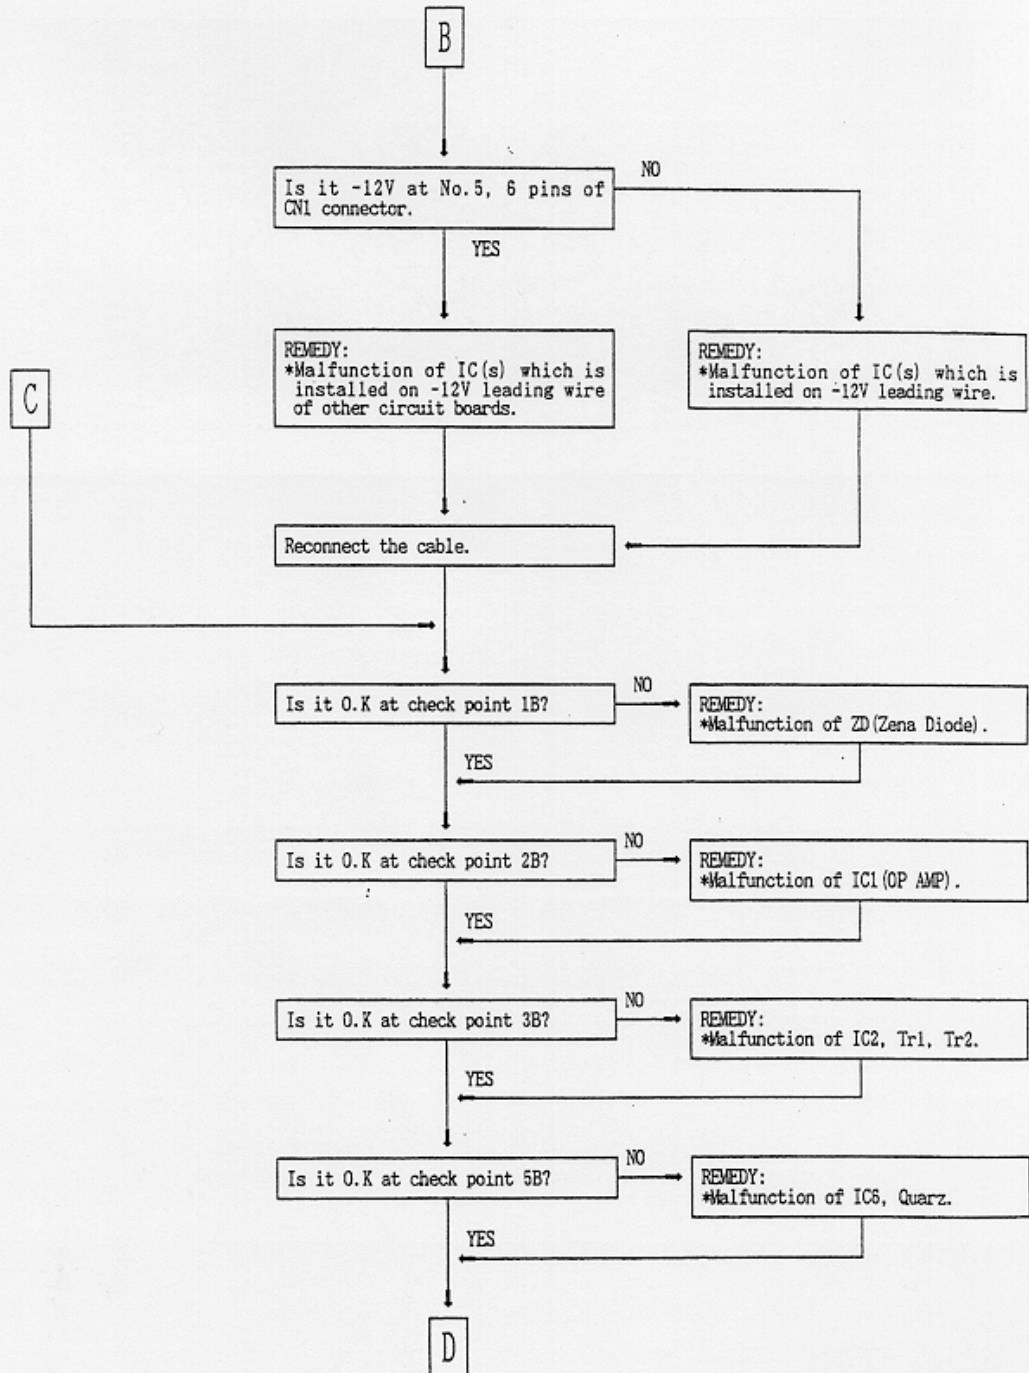 B
Is it -12V at No.5, 6 pins of
CN1 connector.
NO
YES
REMEDY:
*Malfunction of IC(s) which is
installed on -12V leading wire
of other circuit boards.
REMEDY:
*Malfunction of IC(s) which is
installed on -12V leading wire.
C
Reconnect the cable.
Is it O.K at check point 1B?
NO
REMEDY:
*Malfunction of ZD(Zena Diode).
YES
Is it O.K at check point 2B?
NO
REMEDY:
*Malfunction of IC1(OP AMP).
YES
Is it O.K at check point 3B?
NO
REMEDY:
*Malfunction of IC2, Tr1, Tr2.
YES
Is it O.K at check point 5B?
NO
REMEDY:
*Malfunction of IC6, Quarz.
YES
D